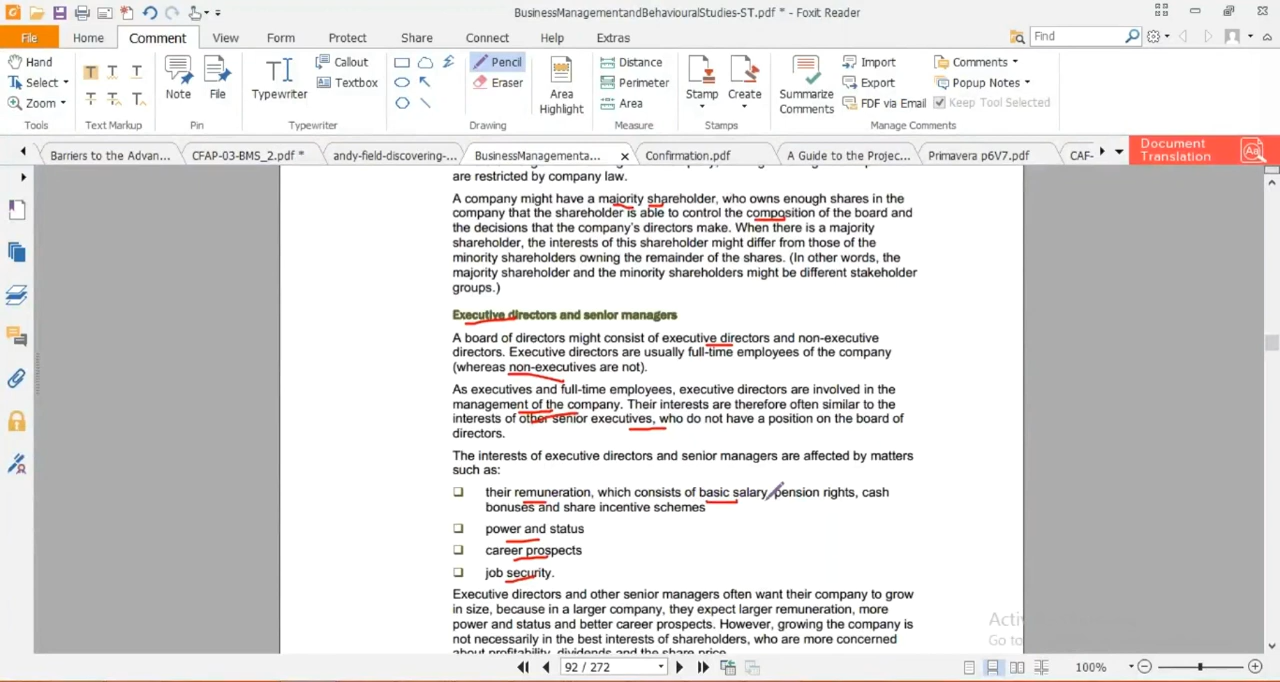 BusinessManagementandBehaviouralStudies-ST.pdf * - Foxit Reader
File Home Comment View Form Protect Share Connect Help Extras Find
Hand
Select
Zoom
Tools
Text Markup
Note
File
Pin
Typewriter
Callout
Textbox
Typewriter
Pencil
Eraser
Drawing
Area
Highlight
Distance
Perimeter
Area
Measure
Stamp
Create
Stamps
Summarize
Comments
Import
Export
FDF via Email
Comments
Popup Notes
Keep Tool Selected
Manage Comments
Barriers to the Advan... CFAP-03-BMS_2.pdf * andy-field-discovering-... BusinessManagementa... Confirmation.pdf A Guide to the Projec... Primavera p6V7.pdf CAF-
Document
Translation
are restricted by company law.
A company might have a majority shareholder, who owns enough shares in the
company that the shareholder is able to control the composition of the board and
the decisions that the company's directors make. When there is a majority
shareholder, the interests of this shareholder might differ from those of the
minority shareholders owning the remainder of the shares. (In other words, the
majority shareholder and the minority shareholders might be different stakeholder
groups.)
Executive directors and senior managers
A board of directors might consist of executive directors and non-executive
directors. Executive directors are usually full-time employees of the company
(whereas non-executives are not).
As executives and full-time employees, executive directors are involved in the
management of the company. Their interests are therefore often similar to the
interests of other senior executives, who do not have a position on the board of
directors.
The interests of executive directors and senior managers are affected by matters
such as:
their remuneration, which consists of basic salary, pension rights, cash
bonuses and share incentive schemes
power and status
career prospects
job security.
Executive directors and other senior managers often want their company to grow
in size, because in a larger company, they expect larger remuneration, more
power and status and better career prospects. However, growing the company is
not necessarily in the best interests of shareholders, who are more concerned
about profitability, dividends and the share price.
Go to
92 / 272
100%